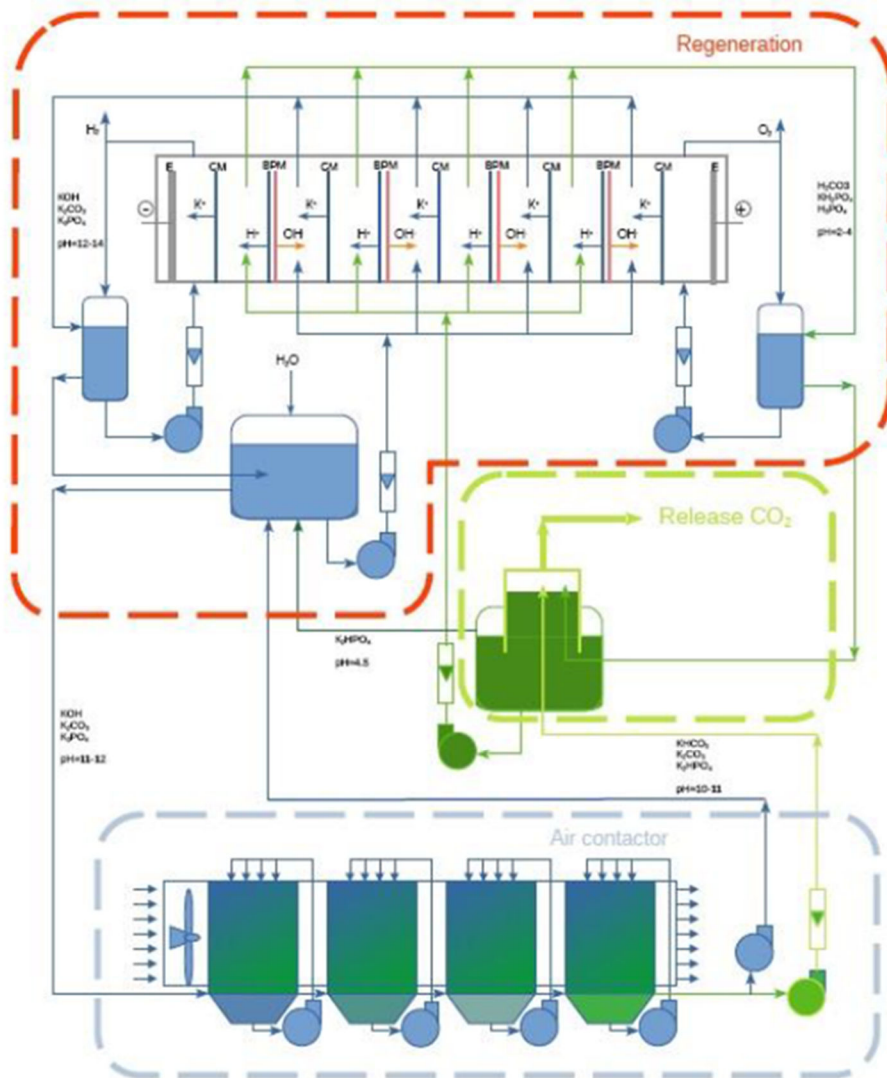 Regeneration
H₂
O₂
E
CM
BPM
CM
BPM
CM
BPM
CM
BPM
CM
E
K⁺
K⁺
K⁺
K⁺
K⁺
⊖
⊕
H⁺
OH
H⁺
OH
H⁺
OH
H⁺
OH
KOH
K₂CO₃
K₃PO₄
pH=12-14
H₂CO3
KH₂PO₄
H₃PO₄
pH=2-4
H₂O
Release CO₂
K₂HPO₄
pH=4.5
KOH
K₂CO₃
K₃PO₄
pH=11-12
KHCO₃
K₂CO₃
K₂HPO₄
pH=10-11
Air contactor